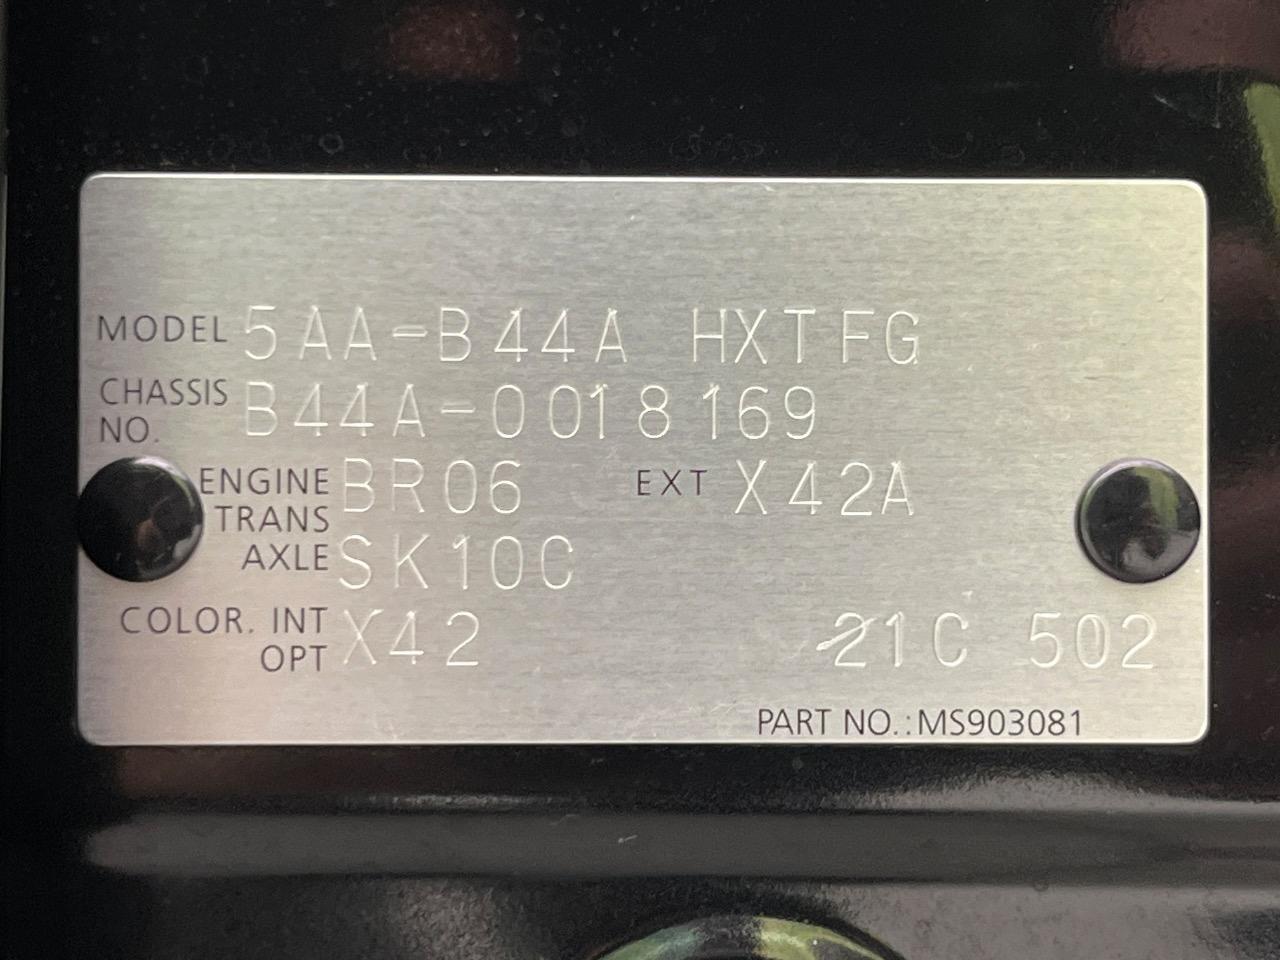 MODEL 5AA-B44A HXTFG
CHASSIS NO. B44A-0018169
ENGINE BR06 EXT X42A
TRANS AXLE SK10C
COLOR. INT OPT X42 21C 502
PART NO.:MS903081